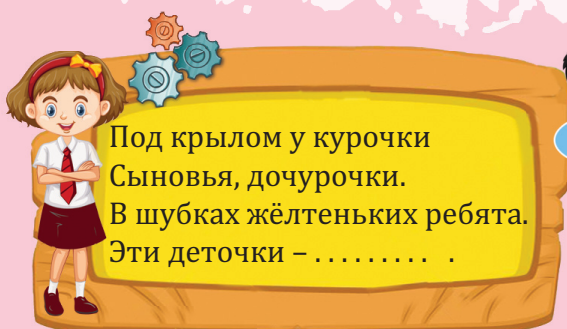 Под крылом у курочки
Сыновья, дочурочки.
В шубках жёлтеньких ребята.
Эти деточки – . . . . . . . . .   .